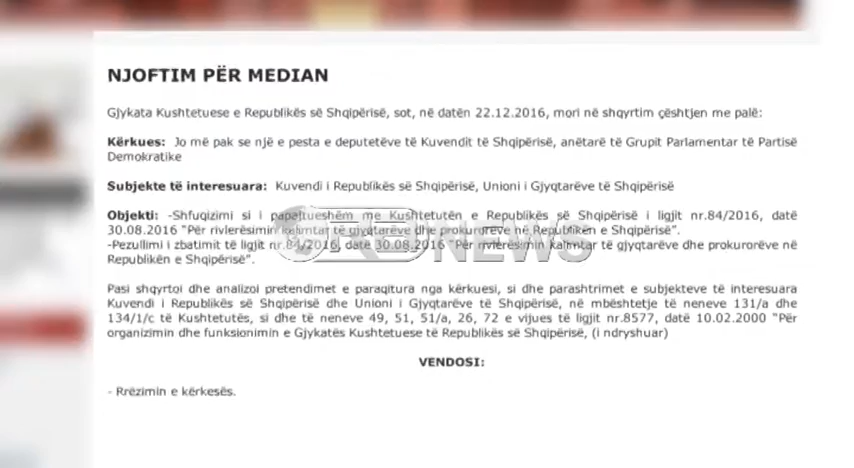 NJOFTIM PËR MEDIAN
Gjykata Kushtetuese e Republikës së Shqipërisë, sot, në datën 22.12.2016, mori në shqyrtim çështjen me palë:
Kërkues: Jo më pak se një e pesta e deputetëve të Kuvendit të Shqipërisë, anëtarë të Grupit Parlamentar të Partisë
Demokratike
Subjekte të interesuara: Kuvendi i Republikës së Shqipërisë, Unioni i Gjyqtarëve të Shqipërisë
Objekti: -Shfuqizimi si i papajtueshëm me Kushtetutën e Republikës së Shqipërisë i ligjit nr.84/2016, datë
30.08.2016 "Për rivlerësimin kalimtar të gjyqtarëve dhe prokurorëve në Republikën e Shqipërisë".
-Pezullimi i zbatimit të ligjit nr.84/2016, datë 30.08.2016 "Për rivlerësimin kalimtar të gjyqtarëve dhe prokurorëve në
Republikën e Shqipërisë".
ORA NEWS
Pasi shqyrtoi dhe analizoi pretendimet e paraqitura nga kërkuesi, si dhe parashtrimet e subjekteve të interesuara
Kuvendi i Republikës së Shqipërisë dhe Unioni i Gjyqtarëve të Shqipërisë, në mbështetje të neneve 131/a dhe
134/1/c të Kushtetutës, si dhe të neneve 49, 51, 51/a, 26, 72 e vijues të ligjit nr.8577, datë 10.02.2000 "Për
organizimin dhe funksionimin e Gjykatës Kushtetuese të Republikës së Shqipërisë, (i ndryshuar)
VENDOSI:
- Rrëzimin e kërkesës.